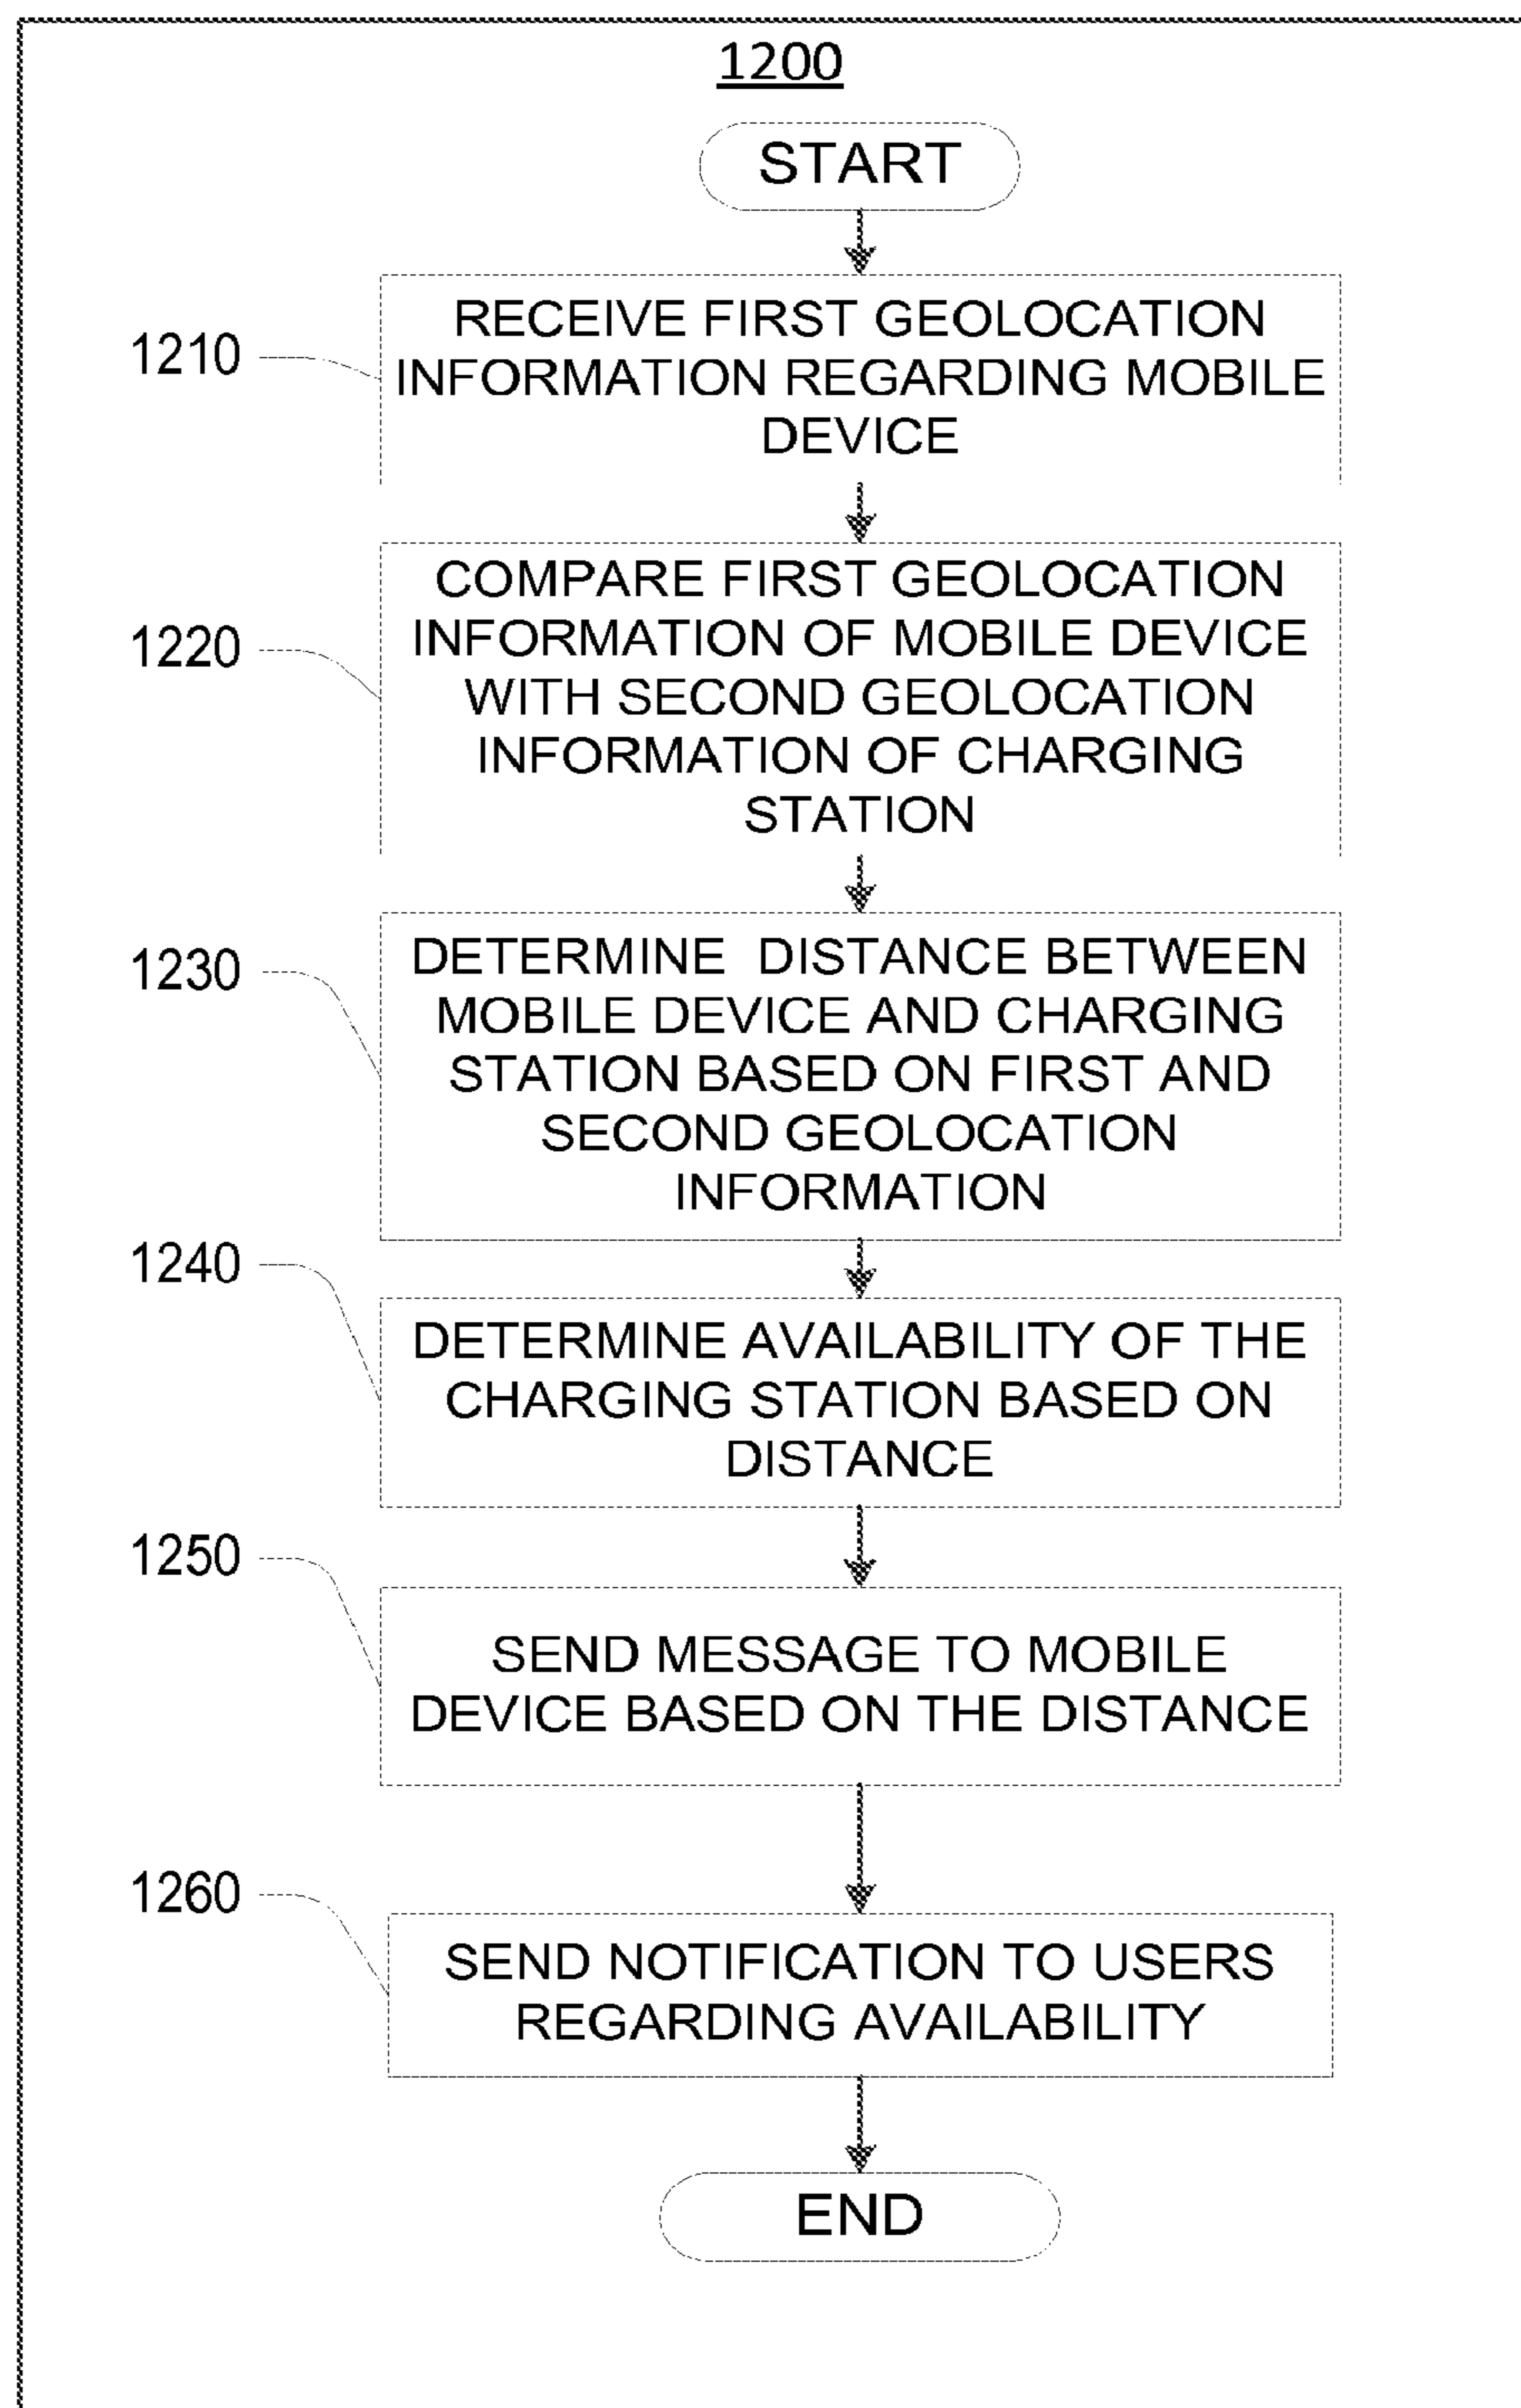 1200
START
1210
RECEIVE FIRST GEOLOCATION
INFORMATION REGARDING MOBILE
DEVICE
1220
COMPARE FIRST GEOLOCATION
INFORMATION OF MOBILE DEVICE
WITH SECOND GEOLOCATION
INFORMATION OF CHARGING
STATION
1230
DETERMINE DISTANCE BETWEEN
MOBILE DEVICE AND CHARGING
STATION BASED ON FIRST AND
SECOND GEOLOCATION
INFORMATION
1240
DETERMINE AVAILABILITY OF THE
CHARGING STATION BASED ON
DISTANCE
1250
SEND MESSAGE TO MOBILE
DEVICE BASED ON THE DISTANCE
1260
SEND NOTIFICATION TO USERS
REGARDING AVAILABILITY
END